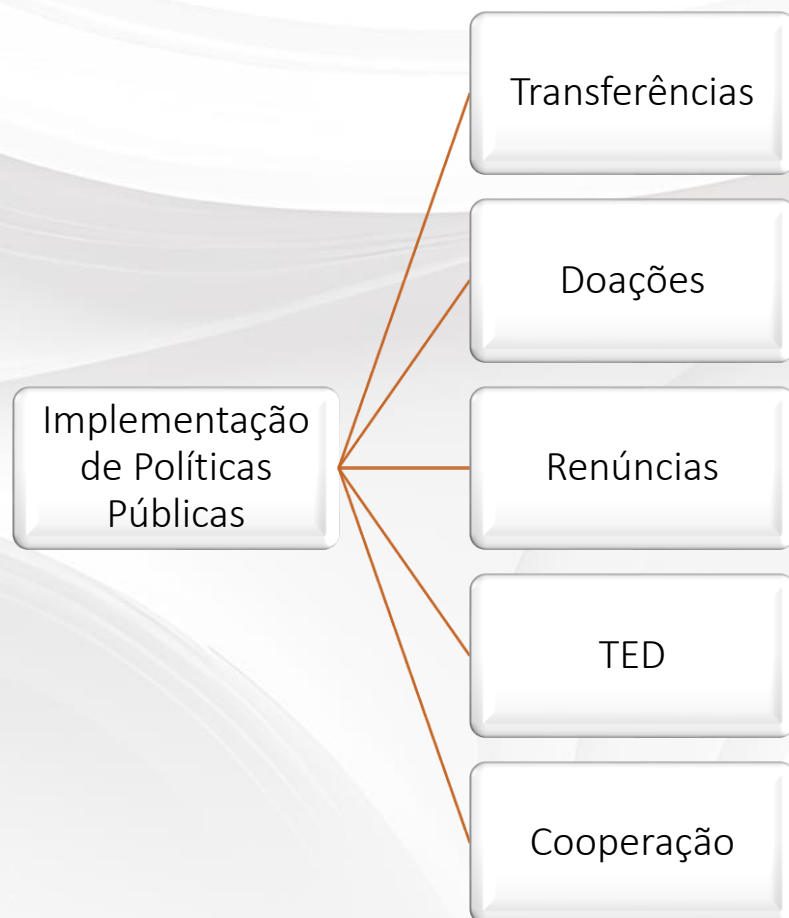 Transferências
Doações
Implementação
de Políticas
Públicas
Renúncias
TED
Cooperação